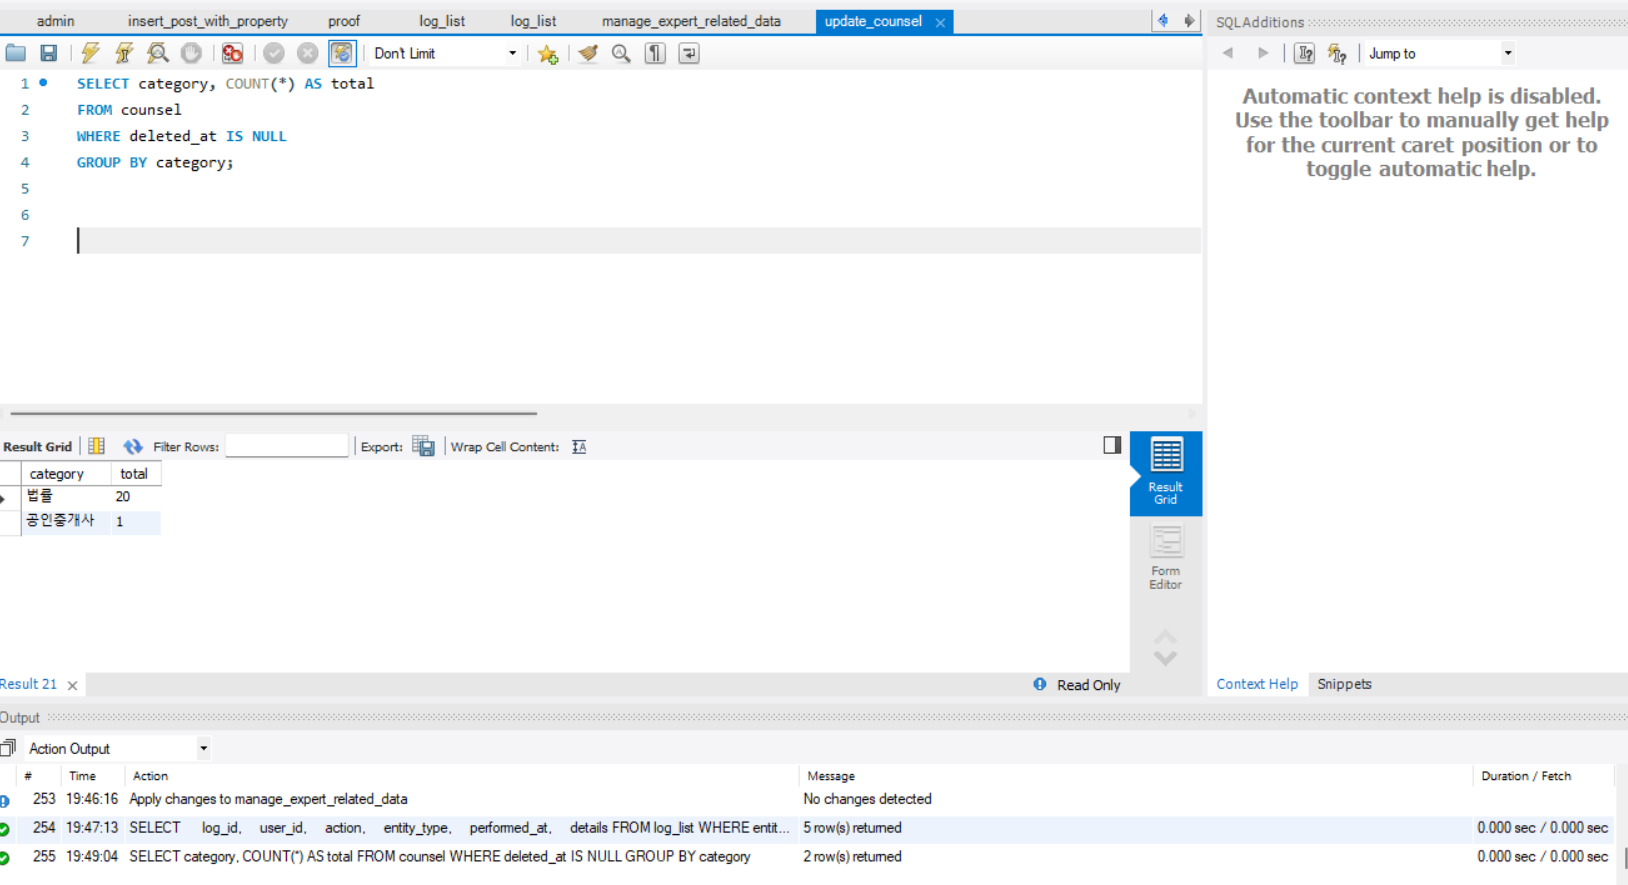 admin insert_post_with_property proof log_list log_list manage_expert_related_data update_counsel
SQLAdditions
Don't Limit
Jump to
1 SELECT category, COUNT(*) AS total
2 FROM counsel
3 WHERE deleted_at IS NULL
4 GROUP BY category;
5
6
7
Automatic context help is disabled.
Use the toolbar to manually get help
for the current caret position or to
toggle automatic help.
Result Grid Filter Rows: Export: Wrap Cell Content:
category total
법률 20
공인중개사 1
Result
Grid
Form
Editor
Result 21
Read Only
Context Help Snippets
Output
Action Output
# Time Action Message Duration / Fetch
253 19:46:16 Apply changes to manage_expert_related_data No changes detected
254 19:47:13 SELECT log_id, user_id, action, entity_type, performed_at, details FROM log_list WHERE entit... 5 row(s) returned 0.000 sec / 0.000 sec
255 19:49:04 SELECT category, COUNT(*) AS total FROM counsel WHERE deleted_at IS NULL GROUP BY category 2 row(s) returned 0.000 sec / 0.000 sec